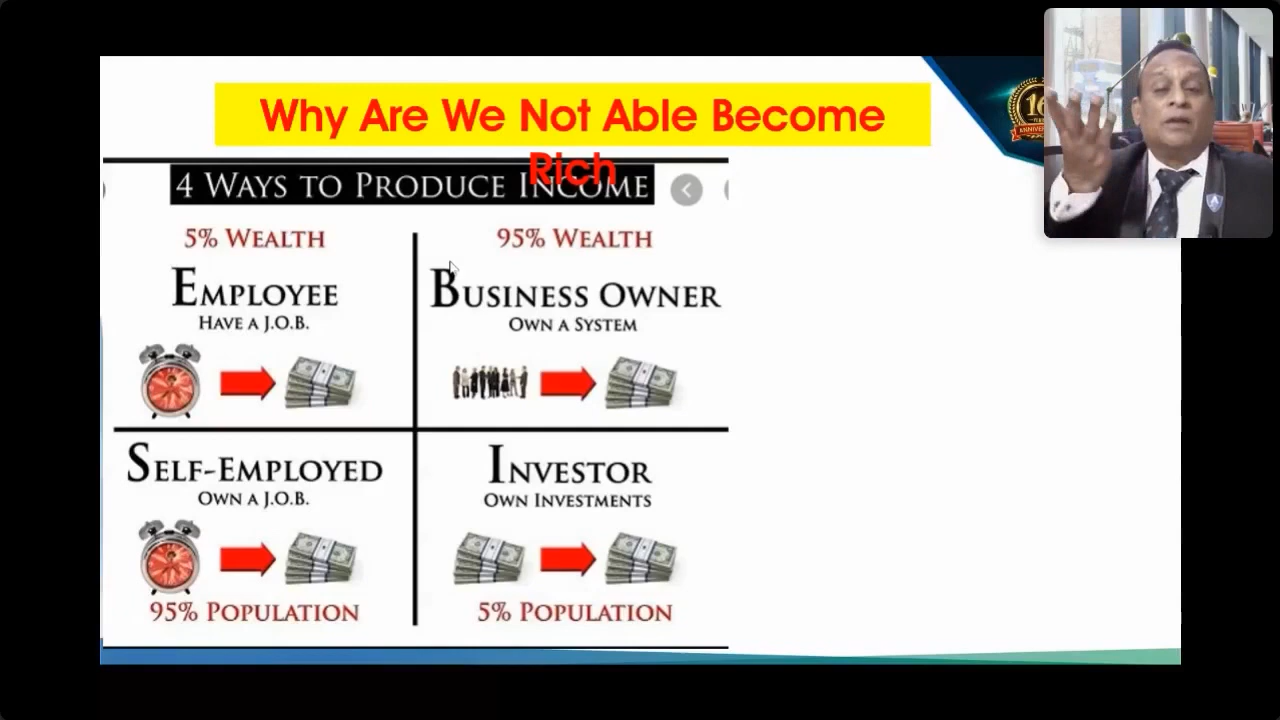 Why Are We Not Able Become
Rich
4 WAYS TO PRODUCE INCOME
5% WEALTH
EMPLOYEE
HAVE A J.O.B.
95% WEALTH
BUSINESS OWNER
OWN A SYSTEM
SELF-EMPLOYED
OWN A J.O.B.
95% POPULATION
INVESTOR
OWN INVESTMENTS
5% POPULATION